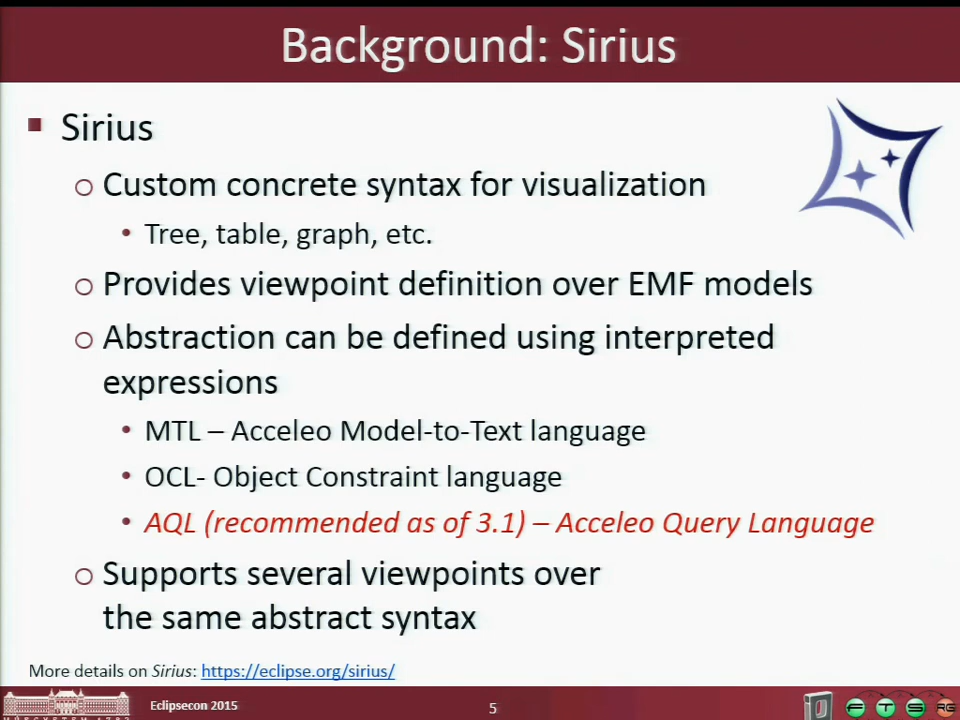 Background: Sirius
Sirius
Custom concrete syntax for visualization
Tree, table, graph, etc.
Provides viewpoint definition over EMF models
Abstraction can be defined using interpreted
expressions
MTL – Acceleo Model-to-Text language
OCL- Object Constraint language
AQL (recommended as of 3.1) – Acceleo Query Language
Supports several viewpoints over
the same abstract syntax
More details on Sirius: https://eclipse.org/sirius/
MŰEGYETEM 1782
Eclipsecon 2015
5
F T S RG